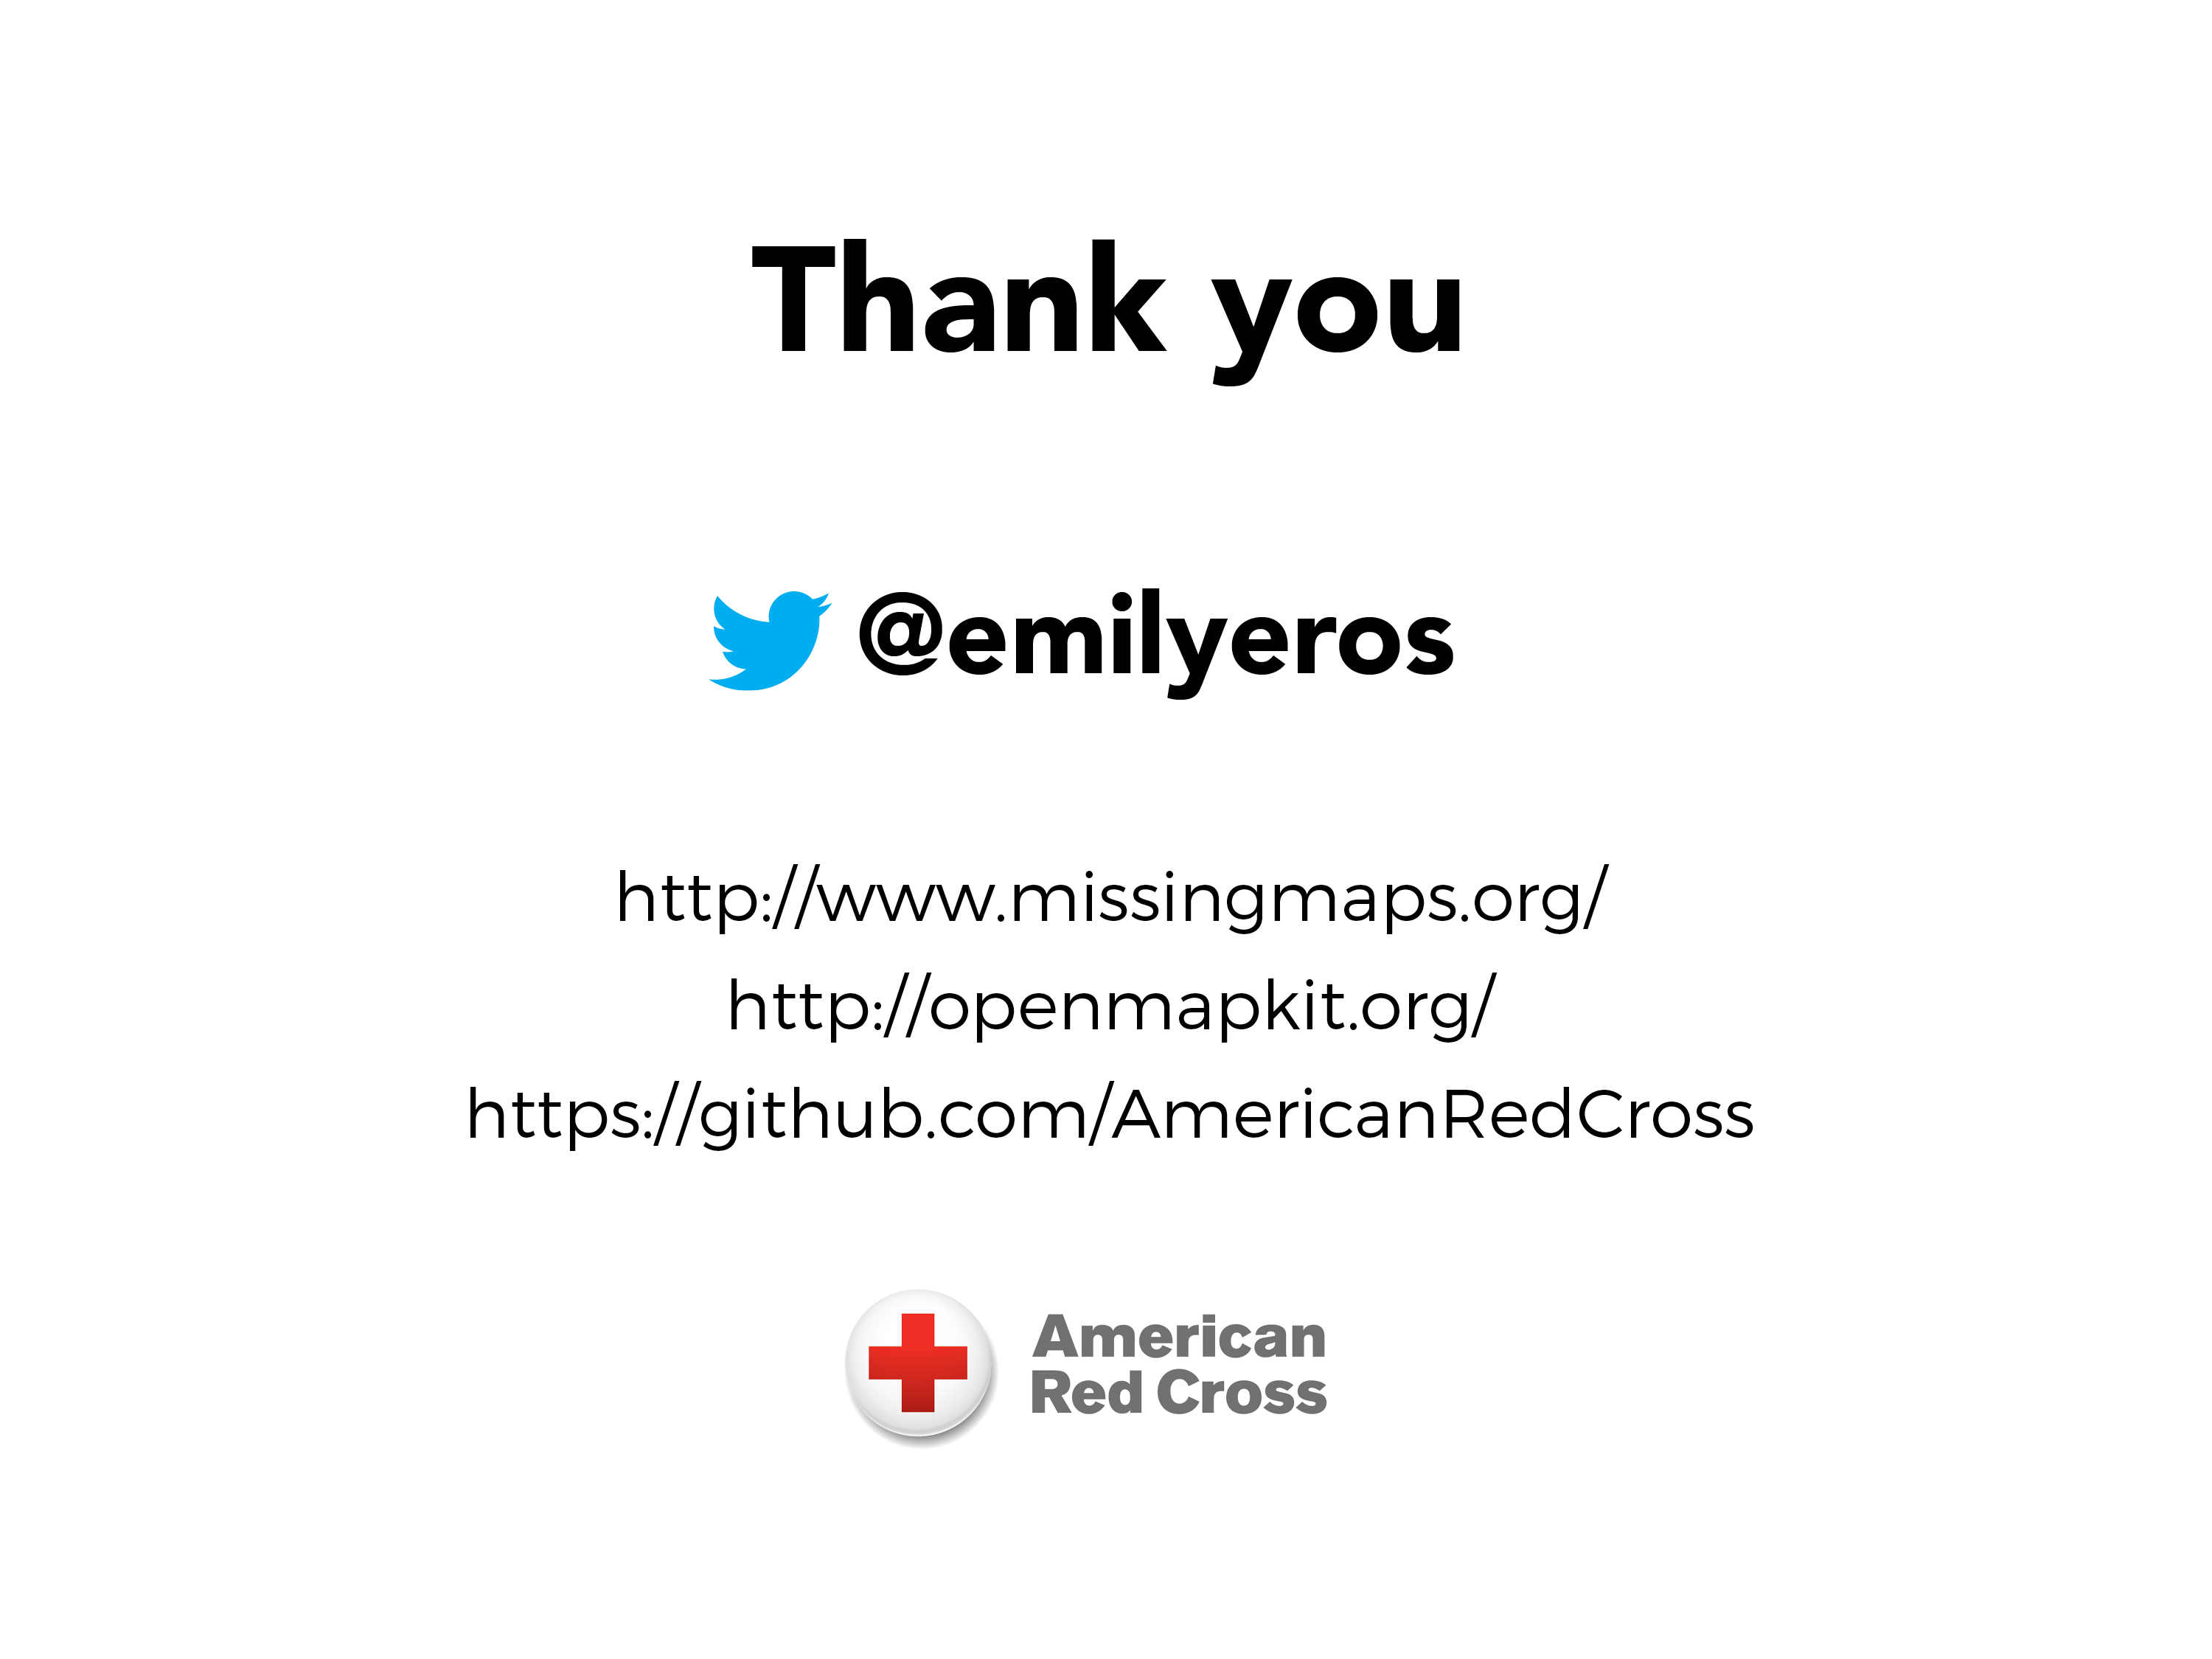 Thank you
@emilyeros
http://www.missingmaps.org/
http://openmapkit.org/
https://github.com/AmericanRedCross
American
Red Cross